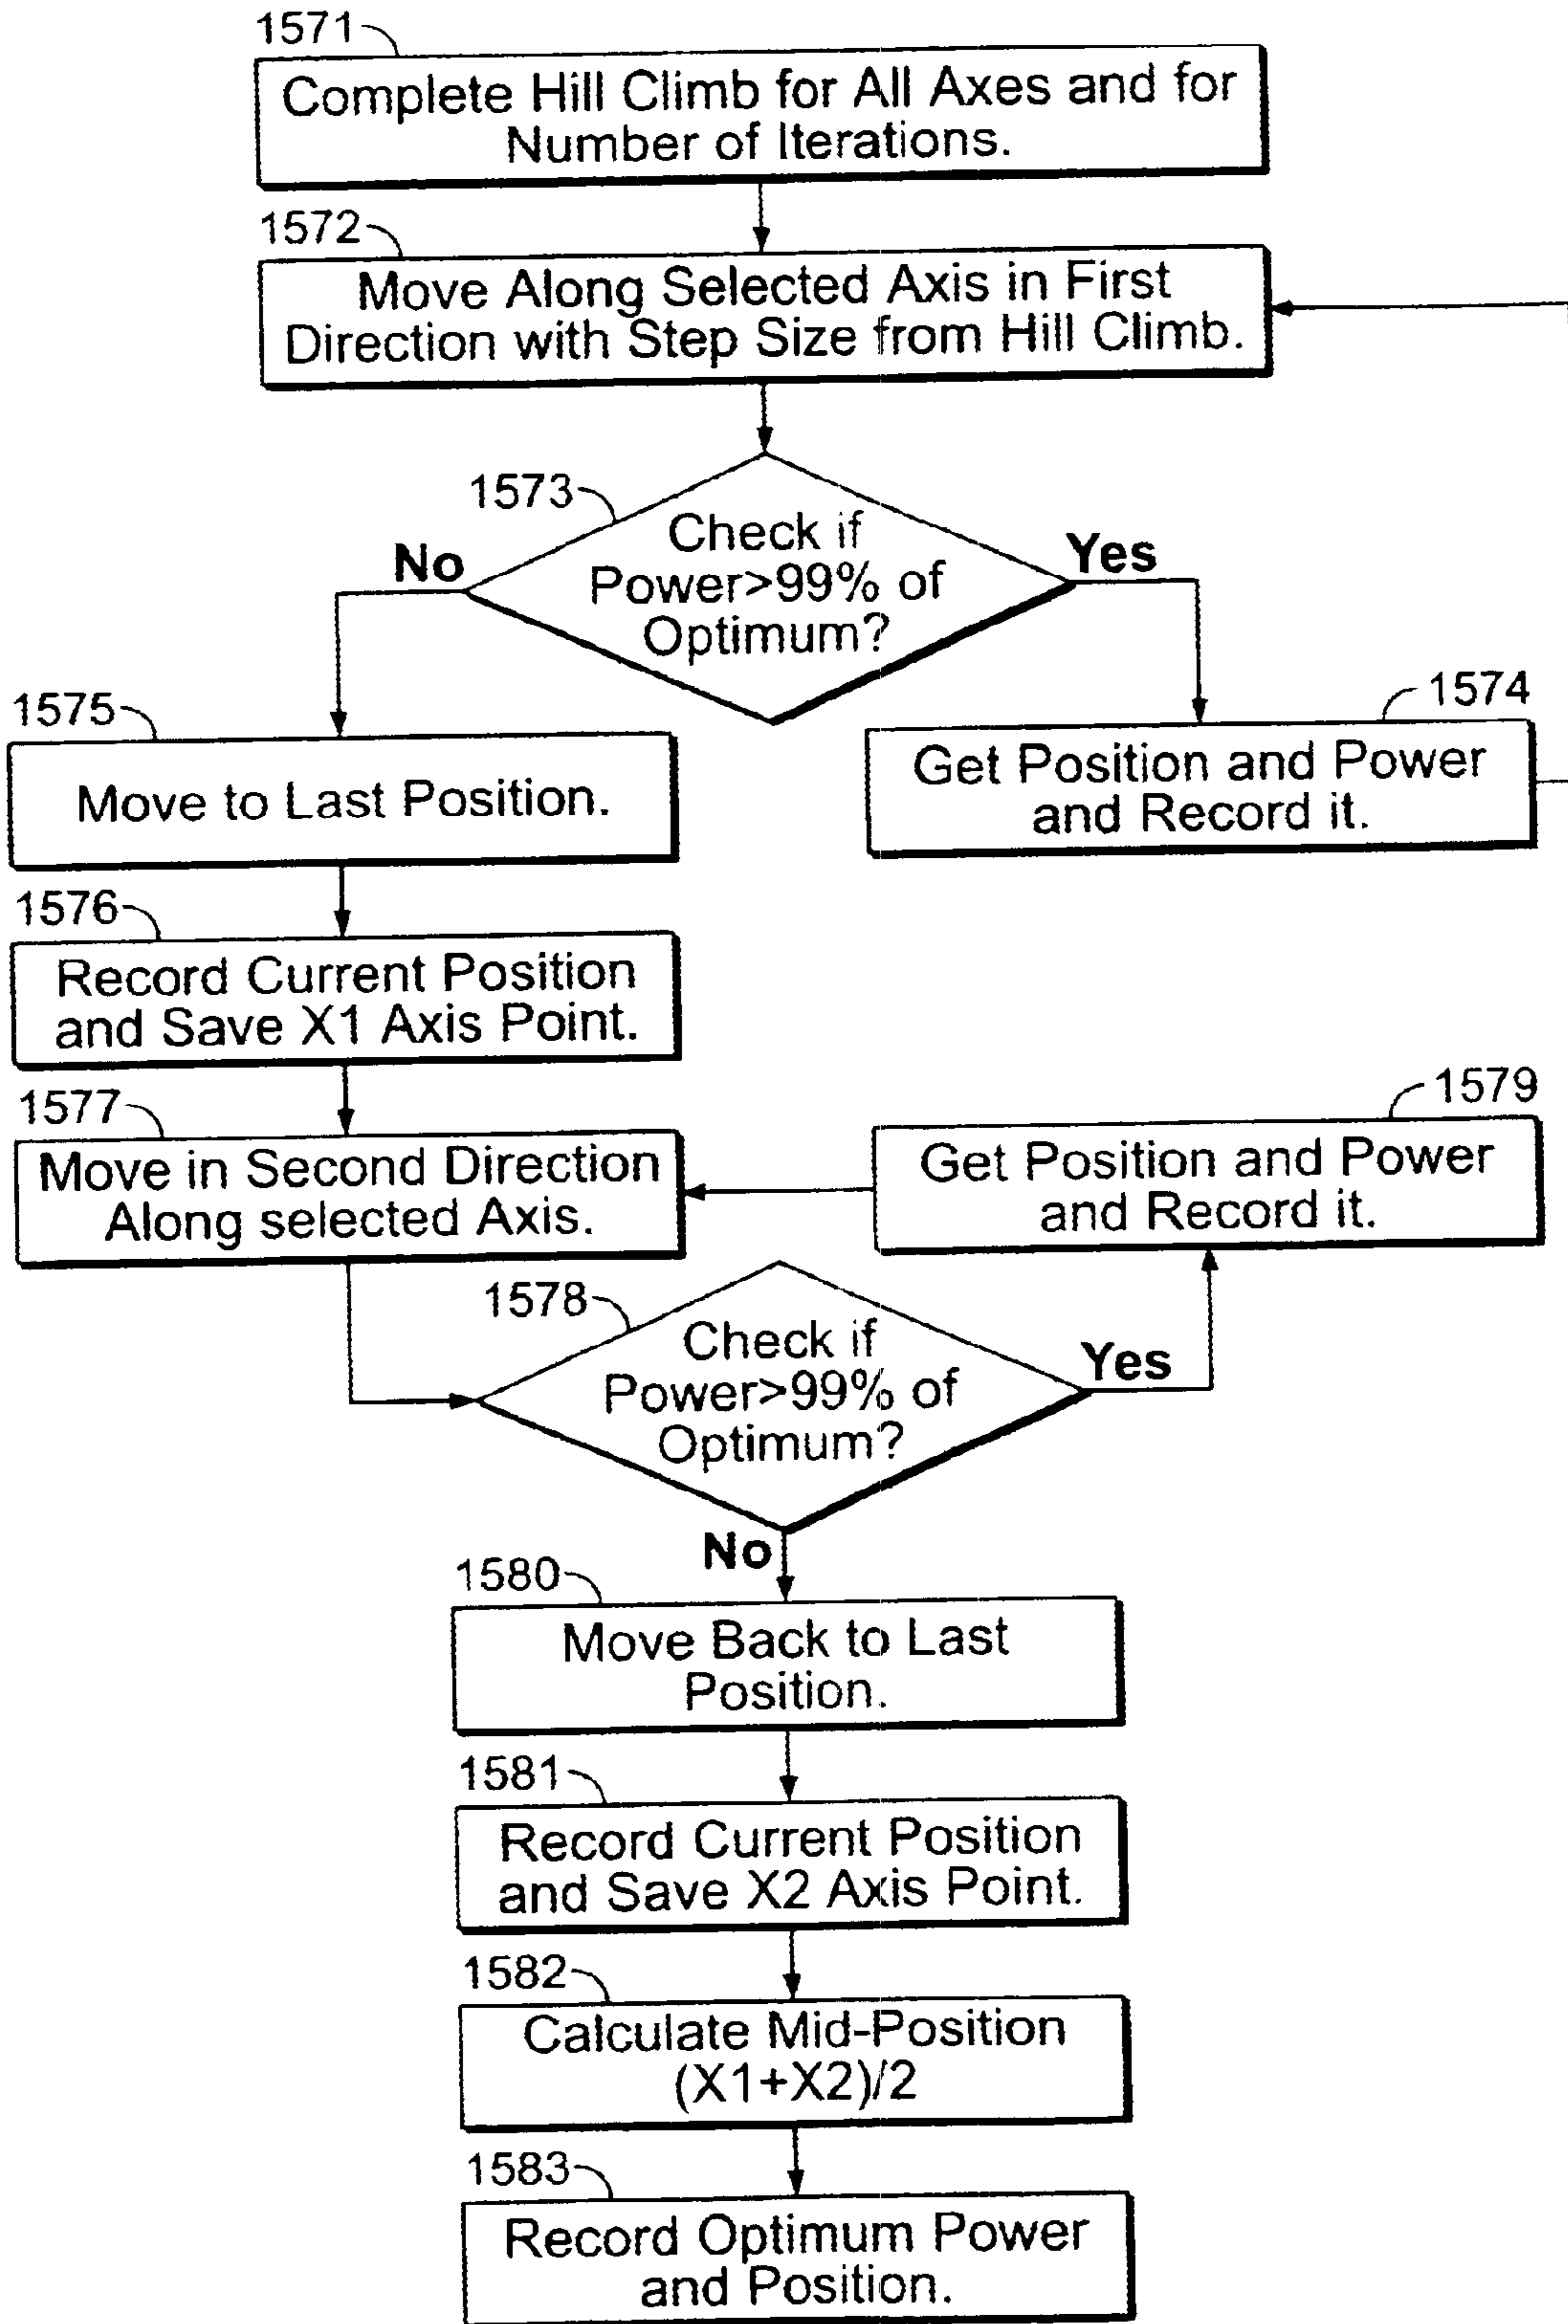 1571
Complete Hill Climb for All Axes and for
Number of Iterations.
1572
Move Along Selected Axis in First
Direction with Step Size from Hill Climb.
1573
Check if
Power>99% of
Optimum?
No
Yes
1575
Move to Last Position.
1574
Get Position and Power
and Record it.
1576
Record Current Position
and Save X1 Axis Point.
1577
Move in Second Direction
Along selected Axis.
1579
Get Position and Power
and Record it.
1578
Check if
Power>99% of
Optimum?
Yes
No
1580
Move Back to Last
Position.
1581
Record Current Position
and Save X2 Axis Point.
1582
Calculate Mid-Position
(X1+X2)/2
1583
Record Optimum Power
and Position.